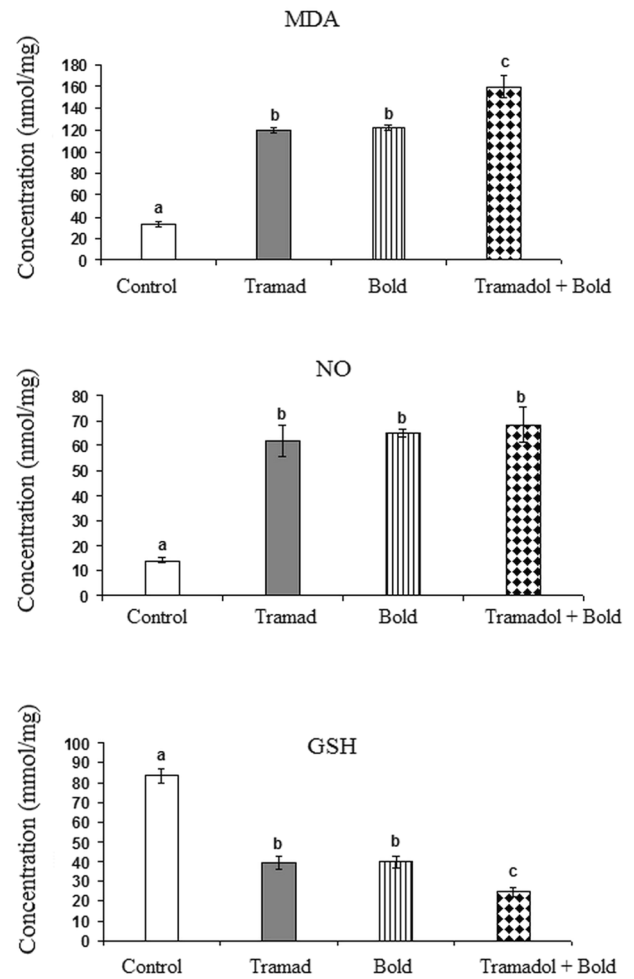 MDA
Concentration (nmol/mg)
180
160
140
120
100
80
60
40
20
0
a
b
b
c
Control Tramad Bold Tramadol + Bold
NO
Concentration (nmol/mg)
80
70
60
50
40
30
20
10
0
a
b
b
b
Control Tramad Bold Tramadol + Bold
GSH
Concentration (mmol/mg)
100
90
80
70
60
50
40
30
20
10
0
a
b
b
c
Control Tramad Bold Tramadol + Bold